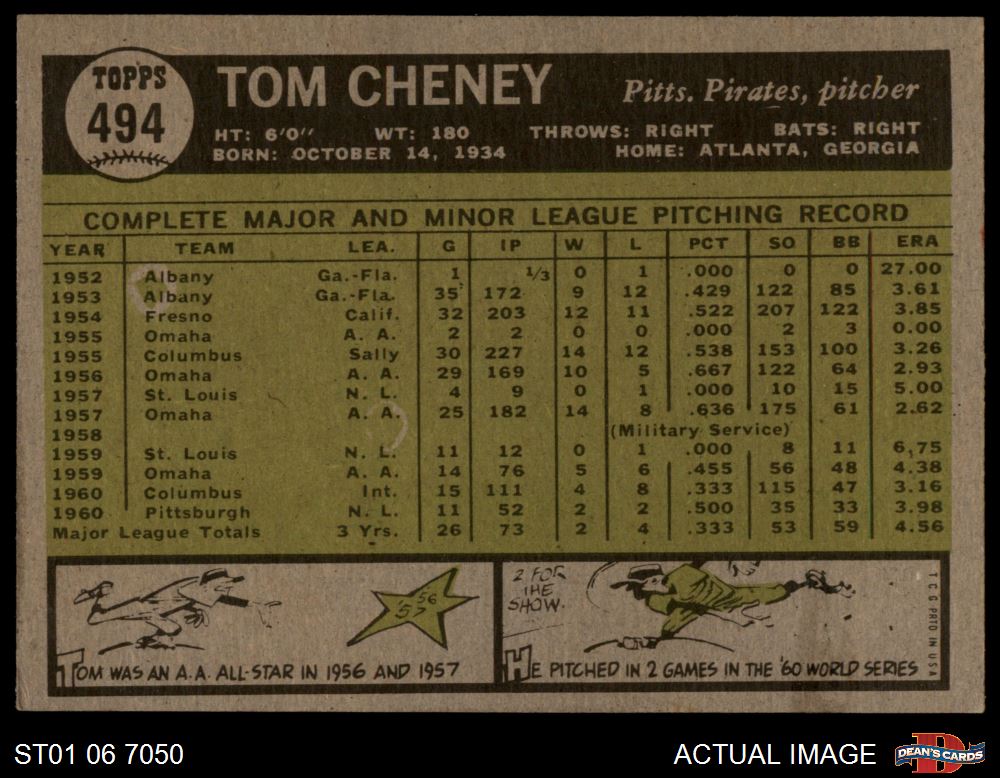 TOPPS
494
TOM CHENEY Pitts. Pirates, pitcher
HT: 6'0" WT: 180 THROWS: RIGHT BATS: RIGHT
BORN: OCTOBER 14, 1934 HOME: ATLANTA, GEORGIA
COMPLETE MAJOR AND MINOR LEAGUE PITCHING RECORD
YEAR TEAM LEA. G IP W L PCT SO BB ERA
1952 Albany Ga.-Fla. 1 1/3 0 1 .000 0 0 27.00
1953 Albany Ga.-Fla. 35 172 9 12 .429 122 85 3.61
1954 Fresno Calif. 32 203 12 11 .522 207 122 3.85
1955 Omaha A. A. 2 2 0 0 .000 2 3 0.00
1955 Columbus Sally 30 227 14 12 .538 153 100 3.26
1956 Omaha A. A. 29 169 10 5 .667 122 64 2.93
1957 St. Louis N. L. 4 9 0 1 .000 10 15 5.00
1957 Omaha A. A. 25 182 14 8 .636 175 61 2.62
1958 (Military Service)
1959 St. Louis N. L. 11 12 0 1 .000 8 11 6.75
1959 Omaha A. A. 14 76 5 6 .455 56 48 4.38
1960 Columbus Int. 15 111 4 8 .333 115 47 3.16
1960 Pittsburgh N. L. 11 52 2 2 .500 35 33 3.98
Major League Totals 3 Yrs. 26 73 2 4 .333 53 59 4.56
'56
'57
TOM WAS AN A.A. ALL-STAR IN 1956 AND 1957
2 FOR
THE
SHOW.
HE PITCHED IN 2 GAMES IN THE '60 WORLD SERIES
T.C.G. PRTD IN U.S.A.
ST01 06 7050 ACTUAL IMAGE DEAN'S CARDS